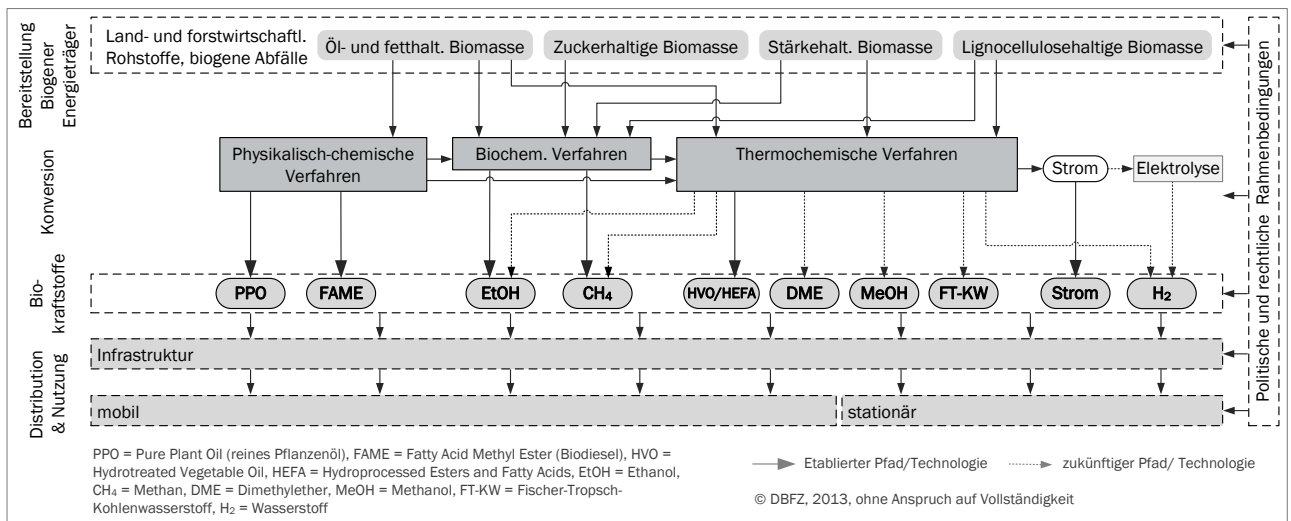 Bereitstellung
Biogener
Energieträger
Land- und forstwirtschaftl.
Rohstoffe, biogene Abfälle
Öl- und fetthalt. Biomasse
Zuckerhaltige Biomasse
Stärkehalt. Biomasse
Lignocellulosehaltige Biomasse
Konversion
Physikalisch-chemische
Verfahren
Biochem. Verfahren
Thermochemische Verfahren
Strom
Elektrolyse
Bio-
kraftstoffe
PPO
FAME
EtOH
CH₄
HVO/HEFA
DME
MeOH
FT-KW
Strom
H₂
Distribution
& Nutzung
Infrastruktur
mobil
stationär
Politische und rechtliche Rahmenbedingungen
PPO = Pure Plant Oil (reines Pflanzenöl), FAME = Fatty Acid Methyl Ester (Biodiesel), HVO =
Hydrotreated Vegetable Oil, HEFA = Hydroprocessed Esters and Fatty Acids, EtOH = Ethanol,
CH₄ = Methan, DME = Dimethylether, MeOH = Methanol, FT-KW = Fischer-Tropsch-
Kohlenwasserstoff, H₂ = Wasserstoff
Etablierter Pfad/Technologie
zukünftiger Pfad/ Technologie
© DBFZ, 2013, ohne Anspruch auf Vollständigkeit